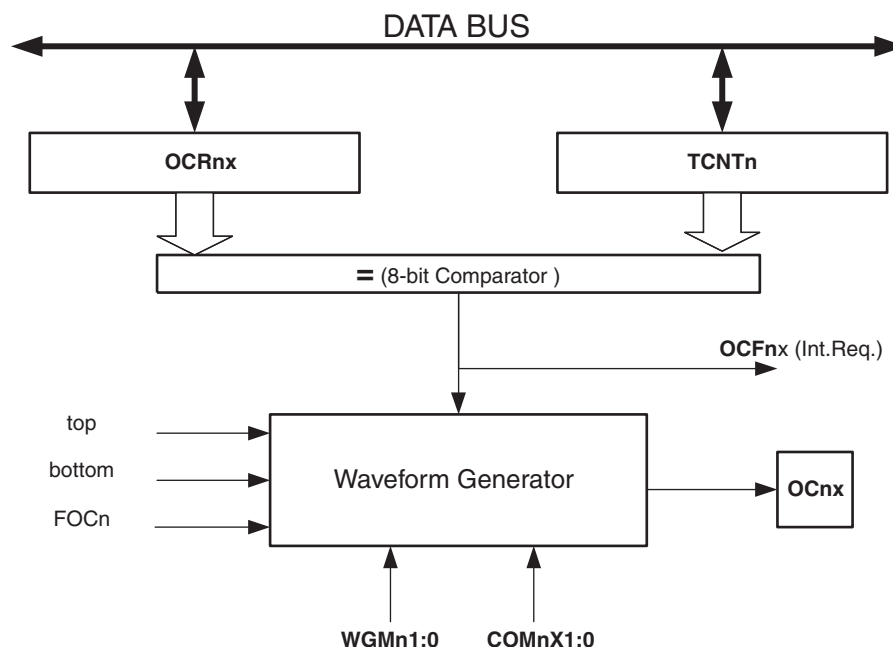 DATA BUS
OCRnx
TCNTn
= (8-bit Comparator )
OCFnx (Int.Req.)
top
bottom
FOCn
Waveform Generator
OCnx
WGMn1:0
COMnX1:0